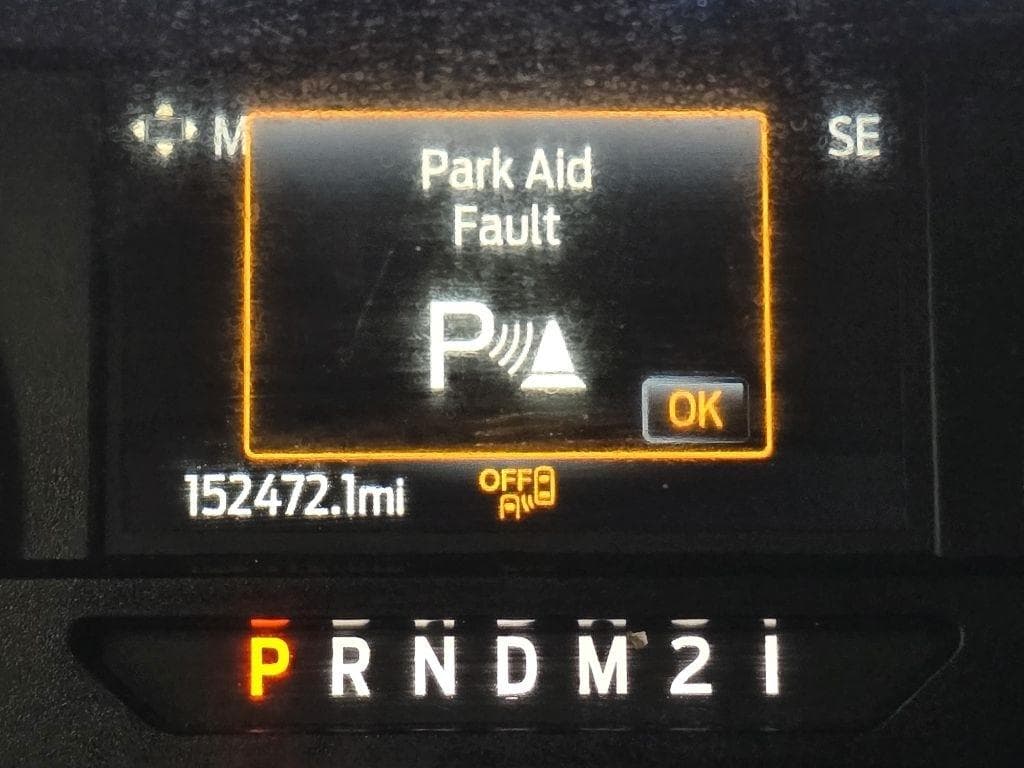 M
SE
Park Aid
Fault
P
OK
152472.1mi
OFF
P R N D M 2 1